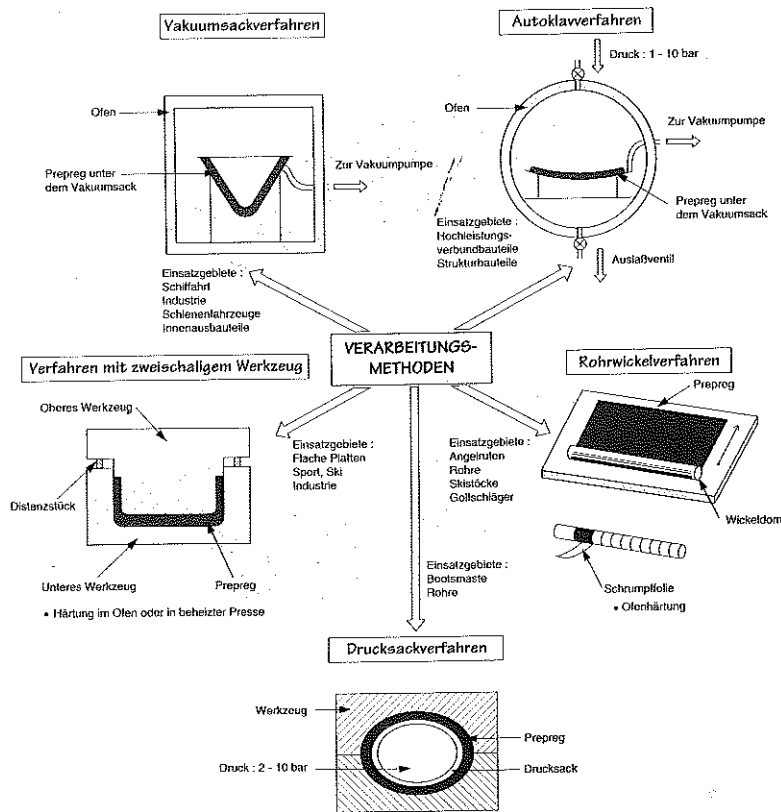 Vakuumsackverfahren
Ofen
Prepreg unter
dem Vakuumsack
Zur Vakuumpumpe
Einsatzgebiete :
Schiffahrt
Industrie
Schienenfahrzeuge
Innenausbauteile
Autoklavverfahren
Druck : 1 - 10 bar
Ofen
Zur Vakuumpumpe
Prepreg unter
dem Vakuumsack
Einsatzgebiete :
Hochleistungs-
verbundbauteile
Strukturbauteile
Auslaßventil
VERARBEITUNGS-
METHODEN
Verfahren mit zweischaligem Werkzeug
Oberes Werkzeug
Distanzstück
Unteres Werkzeug
Prepreg
• Härtung im Ofen oder in beheizter Presse
Einsatzgebiete :
Flache Platten
Sport, Ski
Industrie
Rohrwickelverfahren
Prepreg
Einsatzgebiete :
Angelruten
Rohre
Skistöcke
Golfschläger
Wickeldorn
Schrumpffolie
• Ofenhärtung
Einsatzgebiete :
Bootsmaste
Rohre
Drucksackverfahren
Werkzeug
Prepreg
Druck : 2 - 10 bar
Drucksack